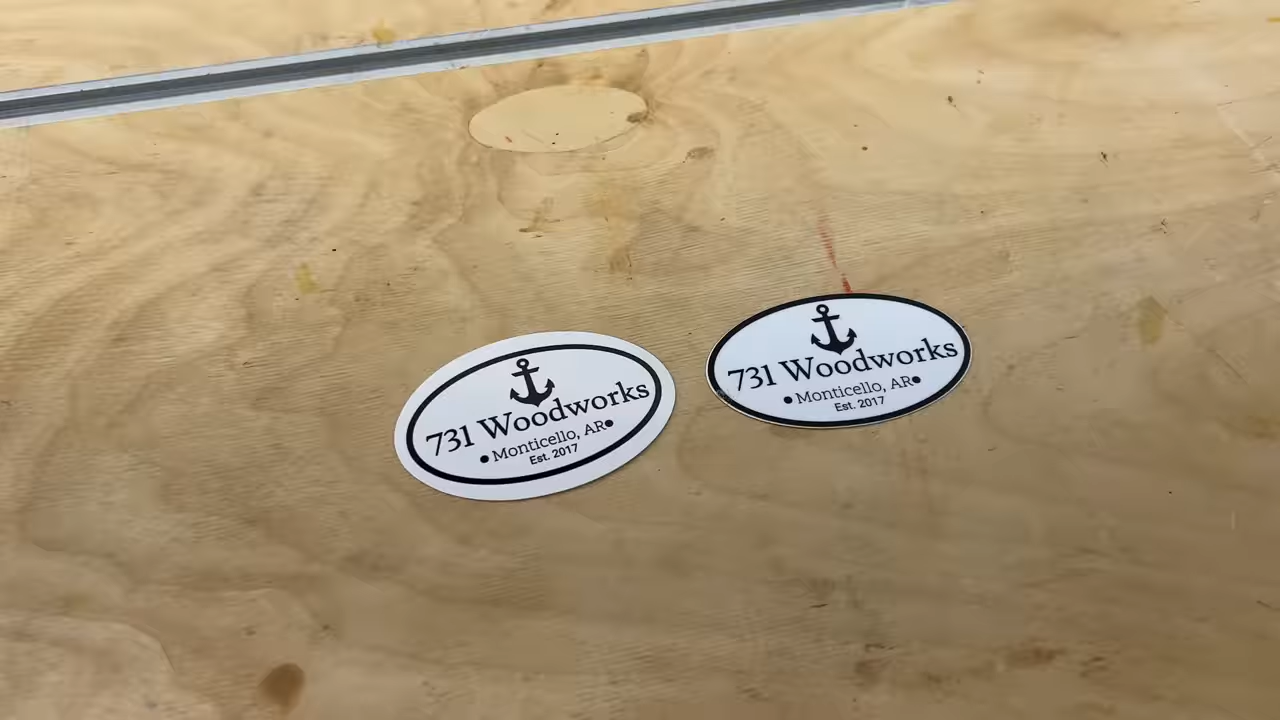 731 Woodworks
• Monticello, AR•
Est. 2017
731 Woodworks
• Monticello, AR•
Est. 2017